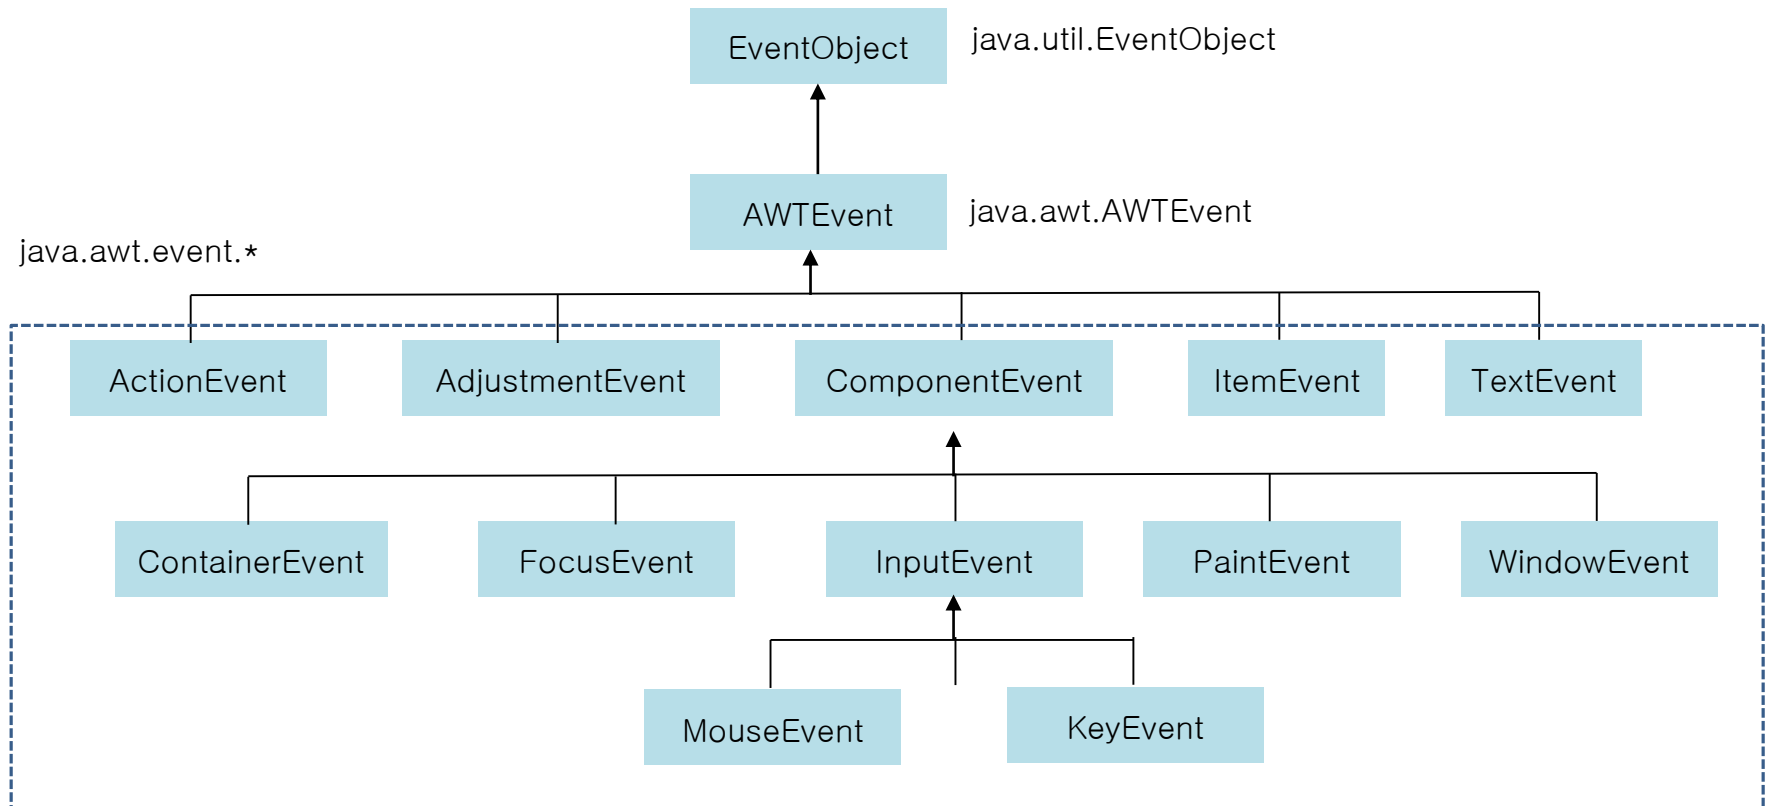 EventObject
java.util.EventObject
AWTEvent
java.awt.AWTEvent
java.awt.event.*
ActionEvent
AdjustmentEvent
ComponentEvent
ItemEvent
TextEvent
ContainerEvent
FocusEvent
InputEvent
PaintEvent
WindowEvent
MouseEvent
KeyEvent